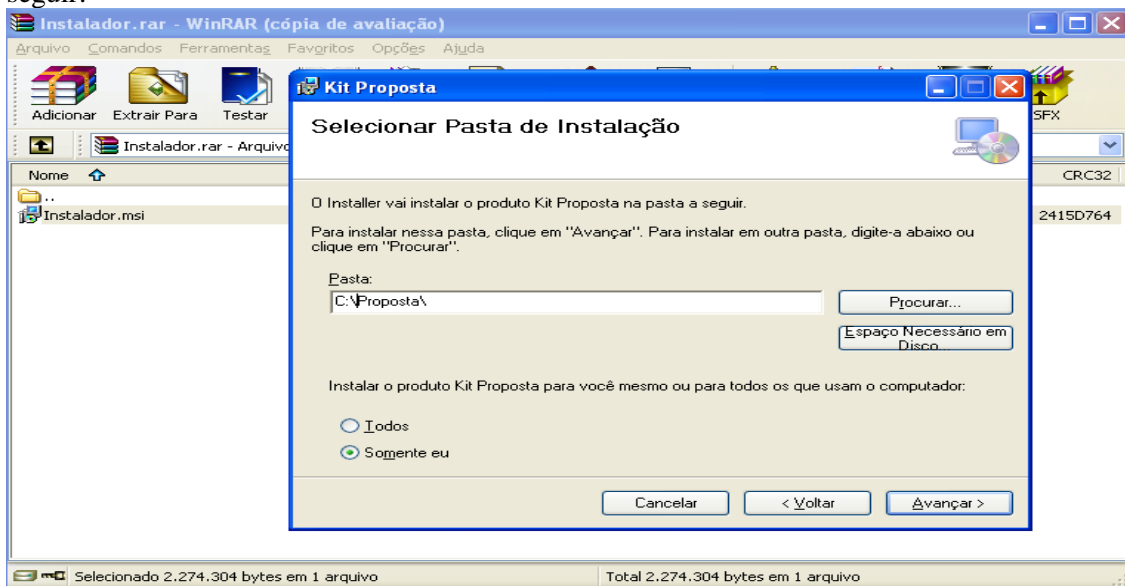 seguir:
Instalador.rar - WinRAR (cópia de avaliação)
Arquivo Comandos Ferramentas Favoritos Opções Ajuda
Adicionar Extrair Para Testar SFX
Instalador.rar - Arquivo
Nome CRC32
..
Instalador.msi 2415D764
Kit Proposta
Selecionar Pasta de Instalação
O Installer vai instalar o produto Kit Proposta na pasta a seguir.
Para instalar nessa pasta, clique em "Avançar". Para instalar em outra pasta, digite-a abaixo ou
clique em "Procurar".
Pasta:
C:\Proposta\
Procurar...
Espaço Necessário em
Disco...
Instalar o produto Kit Proposta para você mesmo ou para todos os que usam o computador:
Todos
Somente eu
Cancelar < Voltar Avançar >
Selecionado 2.274.304 bytes em 1 arquivo Total 2.274.304 bytes em 1 arquivo